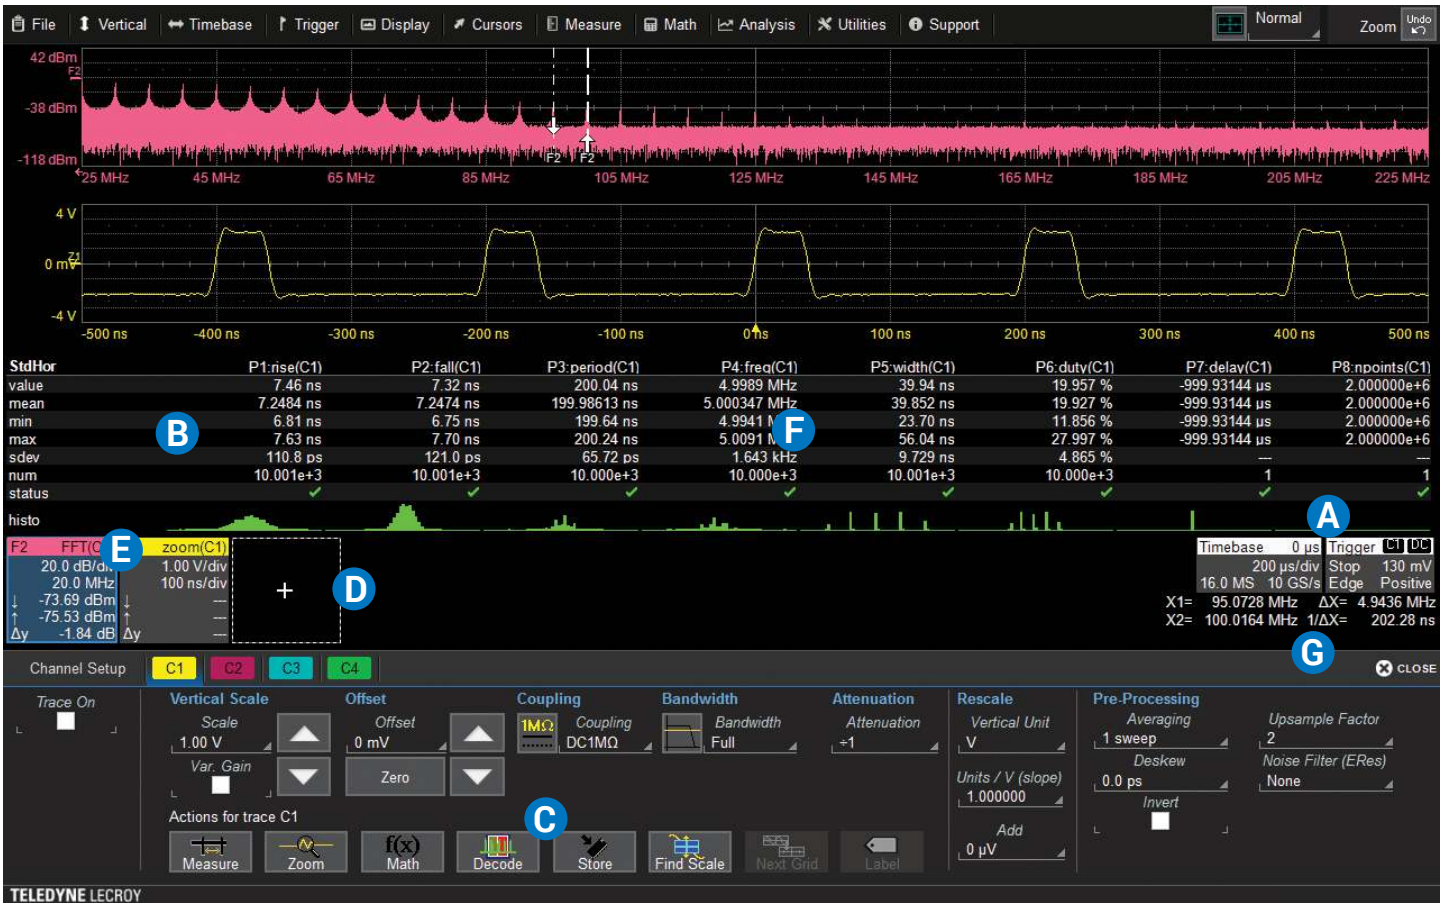 File Vertical Timebase Trigger Display Cursors Measure Math Analysis Utilities Support Normal Zoom Undo
42 dBm
F2
-38 dBm
-118 dBm
F2 F2
25 MHz 45 MHz 65 MHz 85 MHz 105 MHz 125 MHz 145 MHz 165 MHz 185 MHz 205 MHz 225 MHz
4 V
0 mV Z1
-4 V
-500 ns -400 ns -300 ns -200 ns -100 ns 0 ns 100 ns 200 ns 300 ns 400 ns 500 ns
StdHor P1:rise(C1) P2:fall(C1) P3:period(C1) P4:freq(C1) P5:width(C1) P6:duty(C1) P7:delay(C1) P8:npoints(C1)
value 7.46 ns 7.32 ns 200.04 ns 4.9989 MHz 39.94 ns 19.957 % -999.93144 µs 2.000000e+6
mean 7.2484 ns 7.2474 ns 199.98613 ns 5.000347 MHz 39.852 ns 19.927 % -999.93144 µs 2.000000e+6
min 6.81 ns 6.75 ns 199.64 ns 4.9941 23.70 ns 11.856 % -999.93144 µs 2.000000e+6
max 7.63 ns 7.70 ns 200.24 ns 5.0091 56.04 ns 27.997 % -999.93144 µs 2.000000e+6
sdev 110.8 ps 121.0 ps 65.72 ps 1.643 kHz 9.729 ns 4.865 % --- ---
num 10.001e+3 10.001e+3 10.000e+3 10.000e+3 10.001e+3 10.000e+3 1 1
status
histo
B
F
A
E
D
G
C
F2 FFT(C
20.0 dB/div
20.0 MHz
-73.69 dBm
-75.53 dBm
Δy -1.84 dB
zoom(C1)
1.00 V/div
100 ns/div
---
---
Δy ---
+
Timebase 0 µs
200 µs/div
16.0 MS 10 GS/s
Trigger C1 DC
Stop 130 mV
Edge Positive
X1= 95.0728 MHz ΔX= 4.9436 MHz
X2= 100.0164 MHz 1/ΔX= 202.28 ns
Channel Setup C1 C2 C3 C4 CLOSE
Trace On
Vertical Scale
Scale
1.00 V
Var. Gain
Offset
Offset
0 mV
Zero
Coupling
1MΩ
Coupling
DC1MΩ
Bandwidth
Bandwidth
Full
Attenuation
Attenuation
÷1
Rescale
Vertical Unit
V
Units / V (slope)
1.000000
Add
0 µV
Pre-Processing
Averaging
1 sweep
Deskew
0.0 ps
Invert
Upsample Factor
2
Noise Filter (ERes)
None
Actions for trace C1
Measure Zoom f(x) Math Decode Store Find Scale Next Grid Label
TELEDYNE LECROY